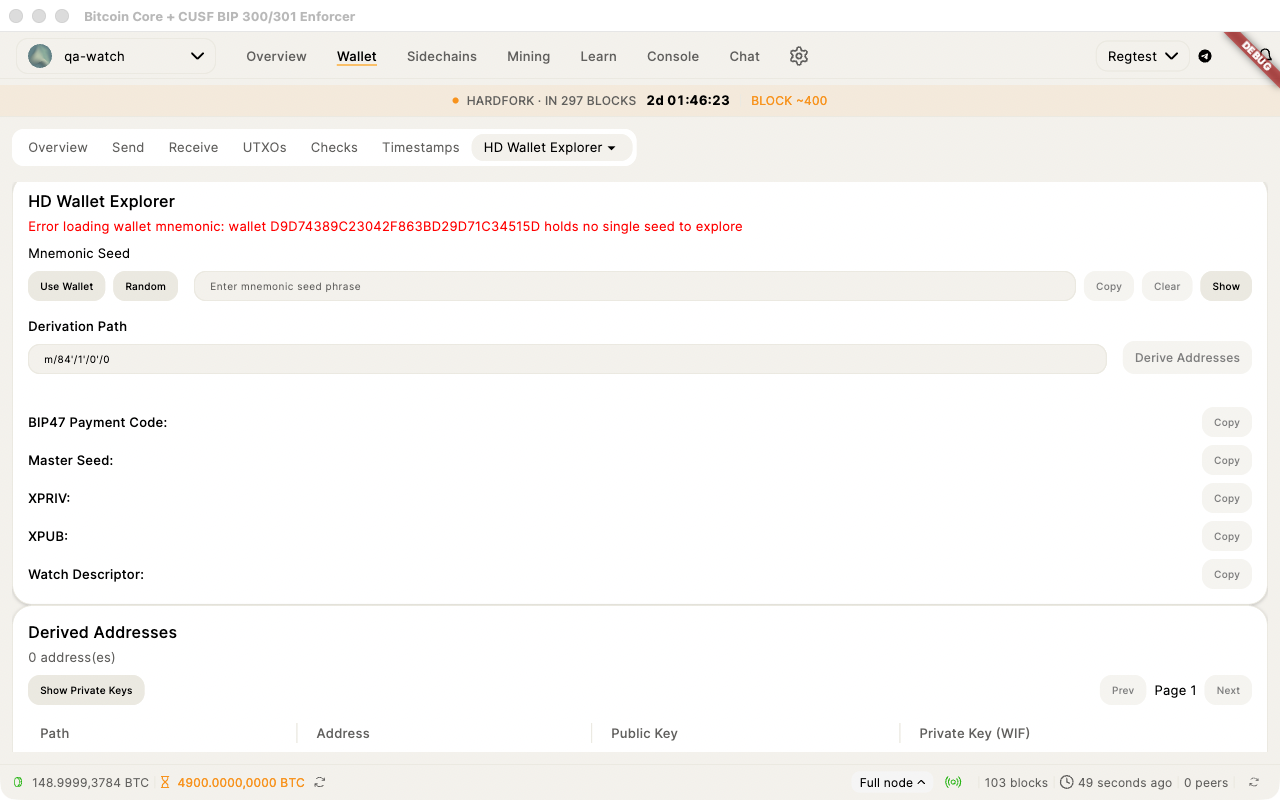 Bitcoin Core + CUSF BIP 300/301 Enforcer
qa-watch Overview Wallet Sidechains Mining Learn Console Chat Regtest DEBUG
HARDFORK · IN 297 BLOCKS 2d 01:46:23 BLOCK ~400
Overview Send Receive UTXOs Checks Timestamps HD Wallet Explorer
HD Wallet Explorer
Error loading wallet mnemonic: wallet D9D74389C23042F863BD29D71C34515D holds no single seed to explore
Mnemonic Seed
Use Wallet Random Enter mnemonic seed phrase Copy Clear Show
Derivation Path
m/84'/1'/0'/0 Derive Addresses
BIP47 Payment Code: Copy
Master Seed: Copy
XPRIV: Copy
XPUB: Copy
Watch Descriptor: Copy
Derived Addresses
0 address(es)
Show Private Keys Prev Page 1 Next
Path Address Public Key Private Key (WIF)
148.9999,3784 BTC 4900.0000,0000 BTC Full node 103 blocks 49 seconds ago 0 peers